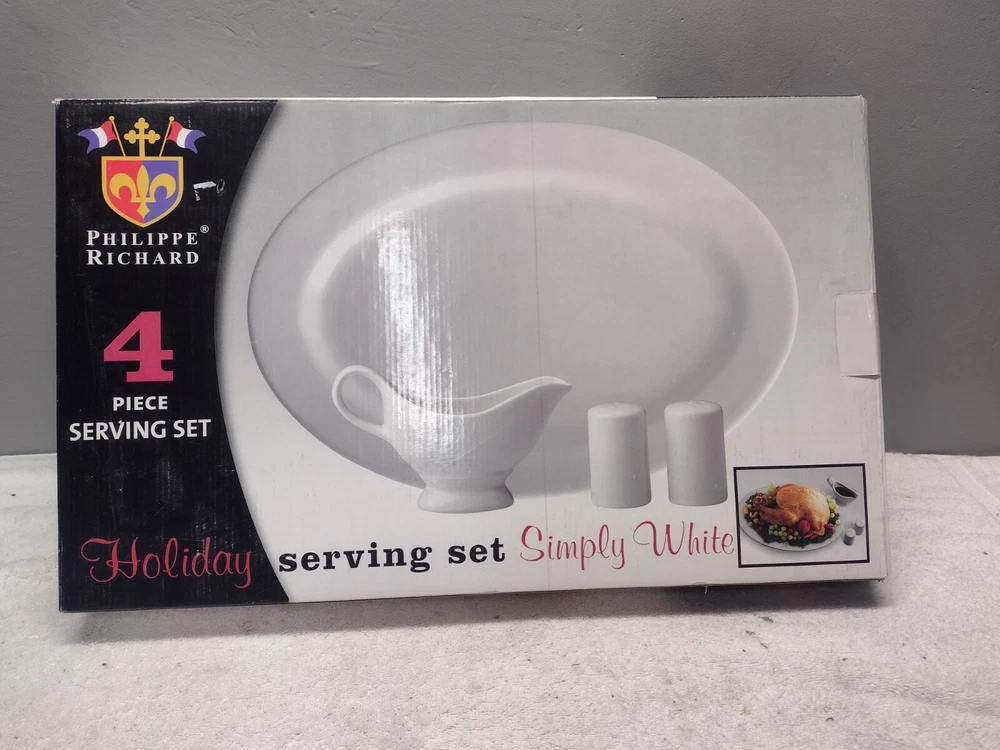 PHILIPPE®
RICHARD
4
PIECE
SERVING SET
Holiday serving set Simply White